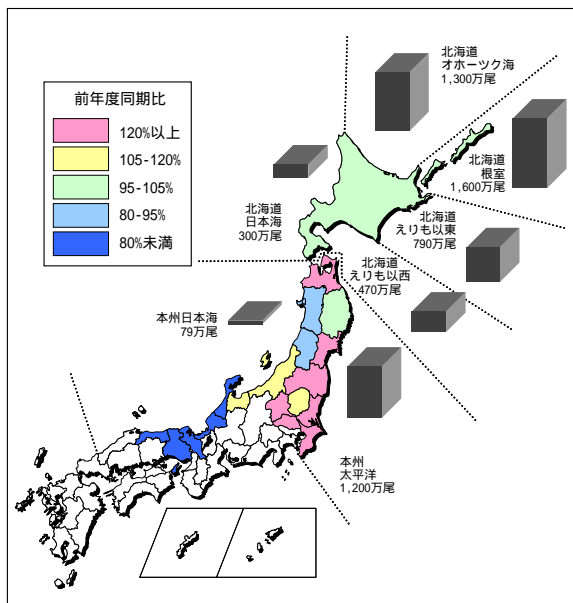 北海道
オホーツク海
1,300万尾
前年度同期比
120%以上
105-120%
95-105%
80-95%
80%未満
北海道
根室
1,600万尾
北海道
日本海
300万尾
北海道
えりも以東
790万尾
北海道
えりも以西
470万尾
本州日本海
79万尾
本州
太平洋
1,200万尾